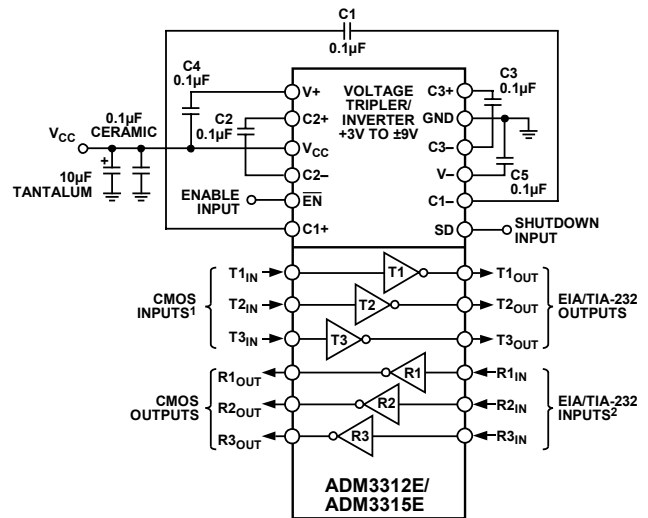 C1
0.1µF
C4
0.1µF
V+
VOLTAGE
TRIPLER/
INVERTER
+3V TO ±9V
C3+
C3
0.1µF
0.1µF
CERAMIC
C2
0.1µF
C2+
GND
VCC
VCC
C3–
+
10µF
TANTALUM
C2–
V–
C5
0.1µF
ENABLE
INPUT
EN
C1–
C1+
SD
SHUTDOWN
INPUT
CMOS
INPUTS1
T1IN
T1
T1OUT
T2IN
T2
T2OUT
T3IN
T3
T3OUT
EIA/TIA-232
OUTPUTS
CMOS
OUTPUTS
R1OUT
R1
R1IN
R2OUT
R2
R2IN
R3OUT
R3
R3IN
EIA/TIA-232
INPUTS2
ADM3312E/
ADM3315E